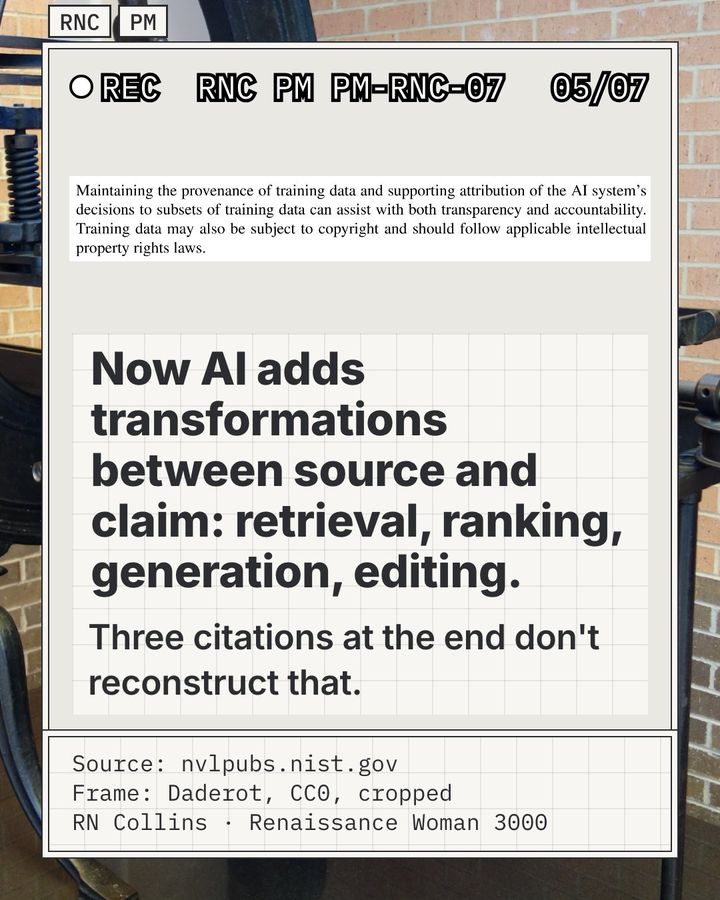 RNC PM
REC RNC PM PM-RNC-07 05/07
Maintaining the provenance of training data and supporting attribution of the AI system's
decisions to subsets of training data can assist with both transparency and accountability.
Training data may also be subject to copyright and should follow applicable intellectual
property rights laws.
Now AI adds
transformations
between source and
claim: retrieval, ranking,
generation, editing.
Three citations at the end don't
reconstruct that.
Source: nvlpubs.nist.gov
Frame: Daderot, CC0, cropped
RN Collins · Renaissance Woman 3000